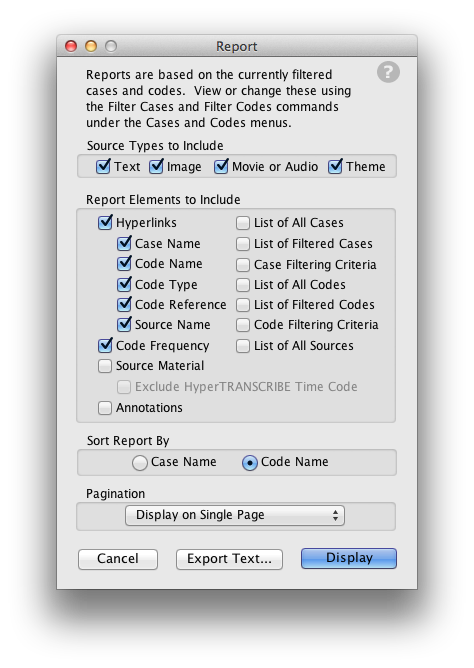 Report
?
Reports are based on the currently filtered
cases and codes.  View or change these using
the Filter Cases and Filter Codes commands
under the Cases and Codes menus.
Source Types to Include
Text Image Movie or Audio Theme
Report Elements to Include
Hyperlinks List of All Cases
Case Name List of Filtered Cases
Code Name Case Filtering Criteria
Code Type List of All Codes
Code Reference List of Filtered Codes
Source Name Code Filtering Criteria
Code Frequency List of All Sources
Source Material
Exclude HyperTRANSCRIBE Time Code
Annotations
Sort Report By
Case Name Code Name
Pagination
Display on Single Page
Cancel Export Text... Display